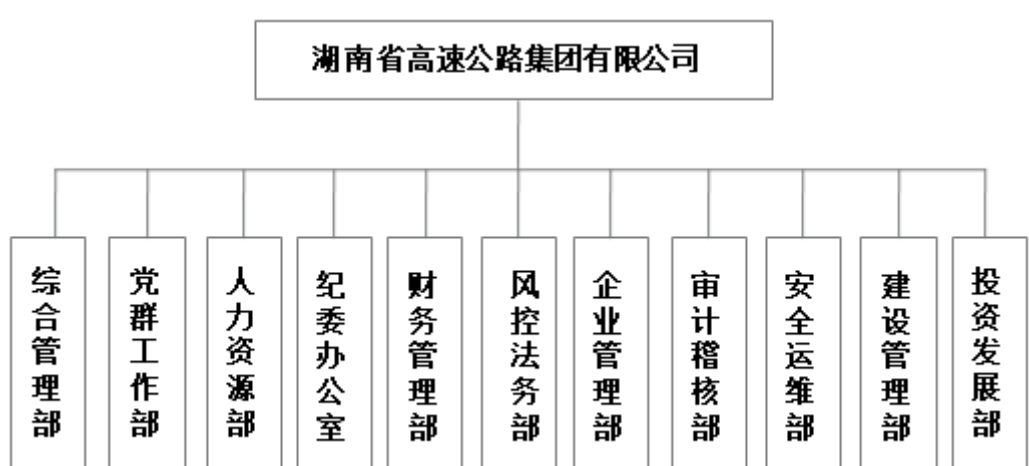 湖南省高速公路集团有限公司
综合管理部
党群工作部
人力资源部
纪委办公室
财务管理部
风控法务部
企业管理部
审计稽核部
安全运维部
建设管理部
投资发展部